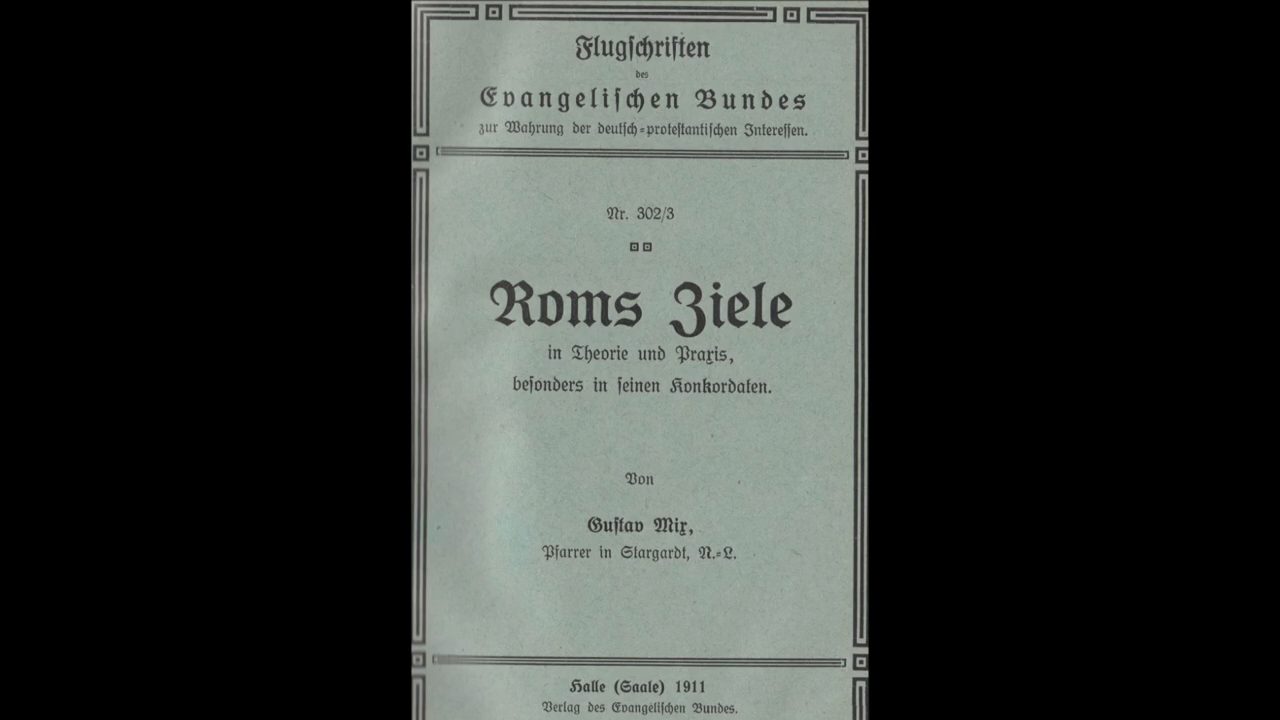 Flugschriften
des
Evangelischen Bundes
zur Wahrung der deutsch-protestantischen Interessen.
Nr. 302/3
Roms Ziele
in Theorie und Praxis,
besonders in seinen Konkordaten.
Von
Gustav Mix,
Pfarrer in Stargardt, N.-L.
Halle (Saale) 1911
Verlag des Evangelischen Bundes.